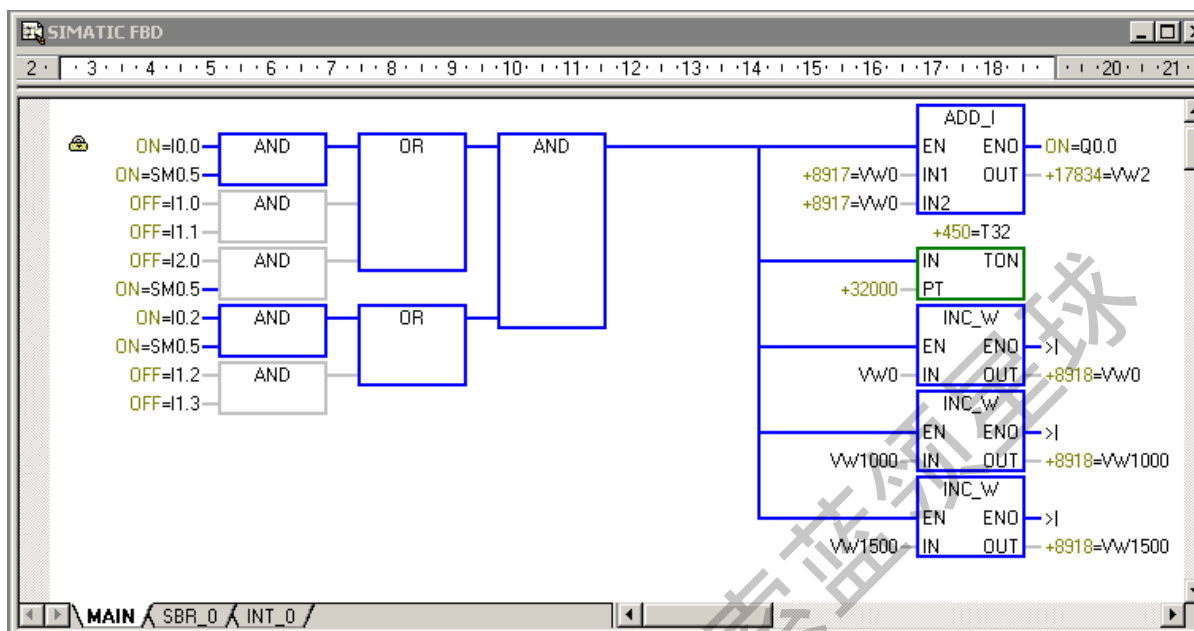 SIMATIC FBD
2 · · 3 · ı · 4 · ı · 5 · ı · 6 · ı · 7 · ı · 8 · ı · 9 · ı ·10· ı ·11· ı ·12· ı ·13· ı ·14· ı ·15· ı ·16· ı ·17· ı ·18· ı · · ı ·20· ı ·21 ·
ADD_I
ON=I0.0 AND OR AND EN ENO ON=Q0.0
ON=SM0.5 +8917=VW0 IN1 OUT +17834=VW2
OFF=I1.0 AND +8917=VW0 IN2
OFF=I1.1 +450=T32
OFF=I2.0 AND IN TON
ON=SM0.5 +32000 PT
ON=I0.2 AND OR INC_W
ON=SM0.5 EN ENO >|
OFF=I1.2 AND VW0 IN OUT +8918=VW0
OFF=I1.3 INC_W
EN ENO >|
VW1000 IN OUT +8918=VW1000
INC_W
EN ENO >|
VW1500 IN OUT +8918=VW1500
MAIN SBR_0 INT_0
蓝领星球